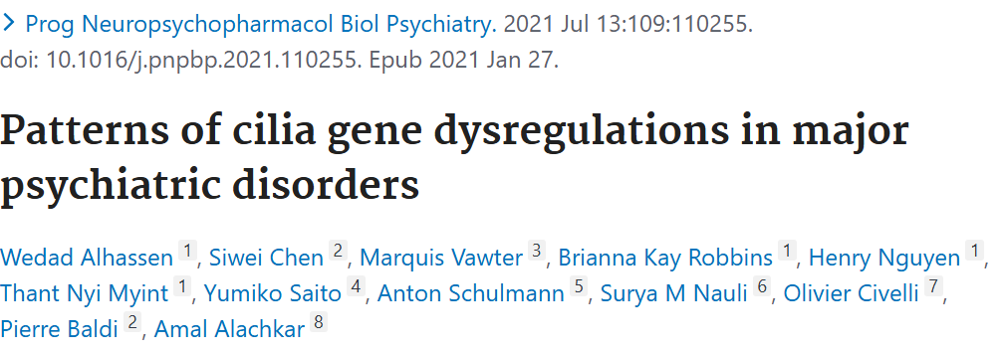 > Prog Neuropsychopharmacol Biol Psychiatry. 2021 Jul 13:109:110255.
doi: 10.1016/j.pnpbp.2021.110255. Epub 2021 Jan 27.
Patterns of cilia gene dysregulations in major
psychiatric disorders
Wedad Alhassen 1, Siwei Chen 2, Marquis Vawter 3, Brianna Kay Robbins 1, Henry Nguyen 1,
Thant Nyi Myint 1, Yumiko Saito 4, Anton Schulmann 5, Surya M Nauli 6, Olivier Civelli 7,
Pierre Baldi 2, Amal Alachkar 8